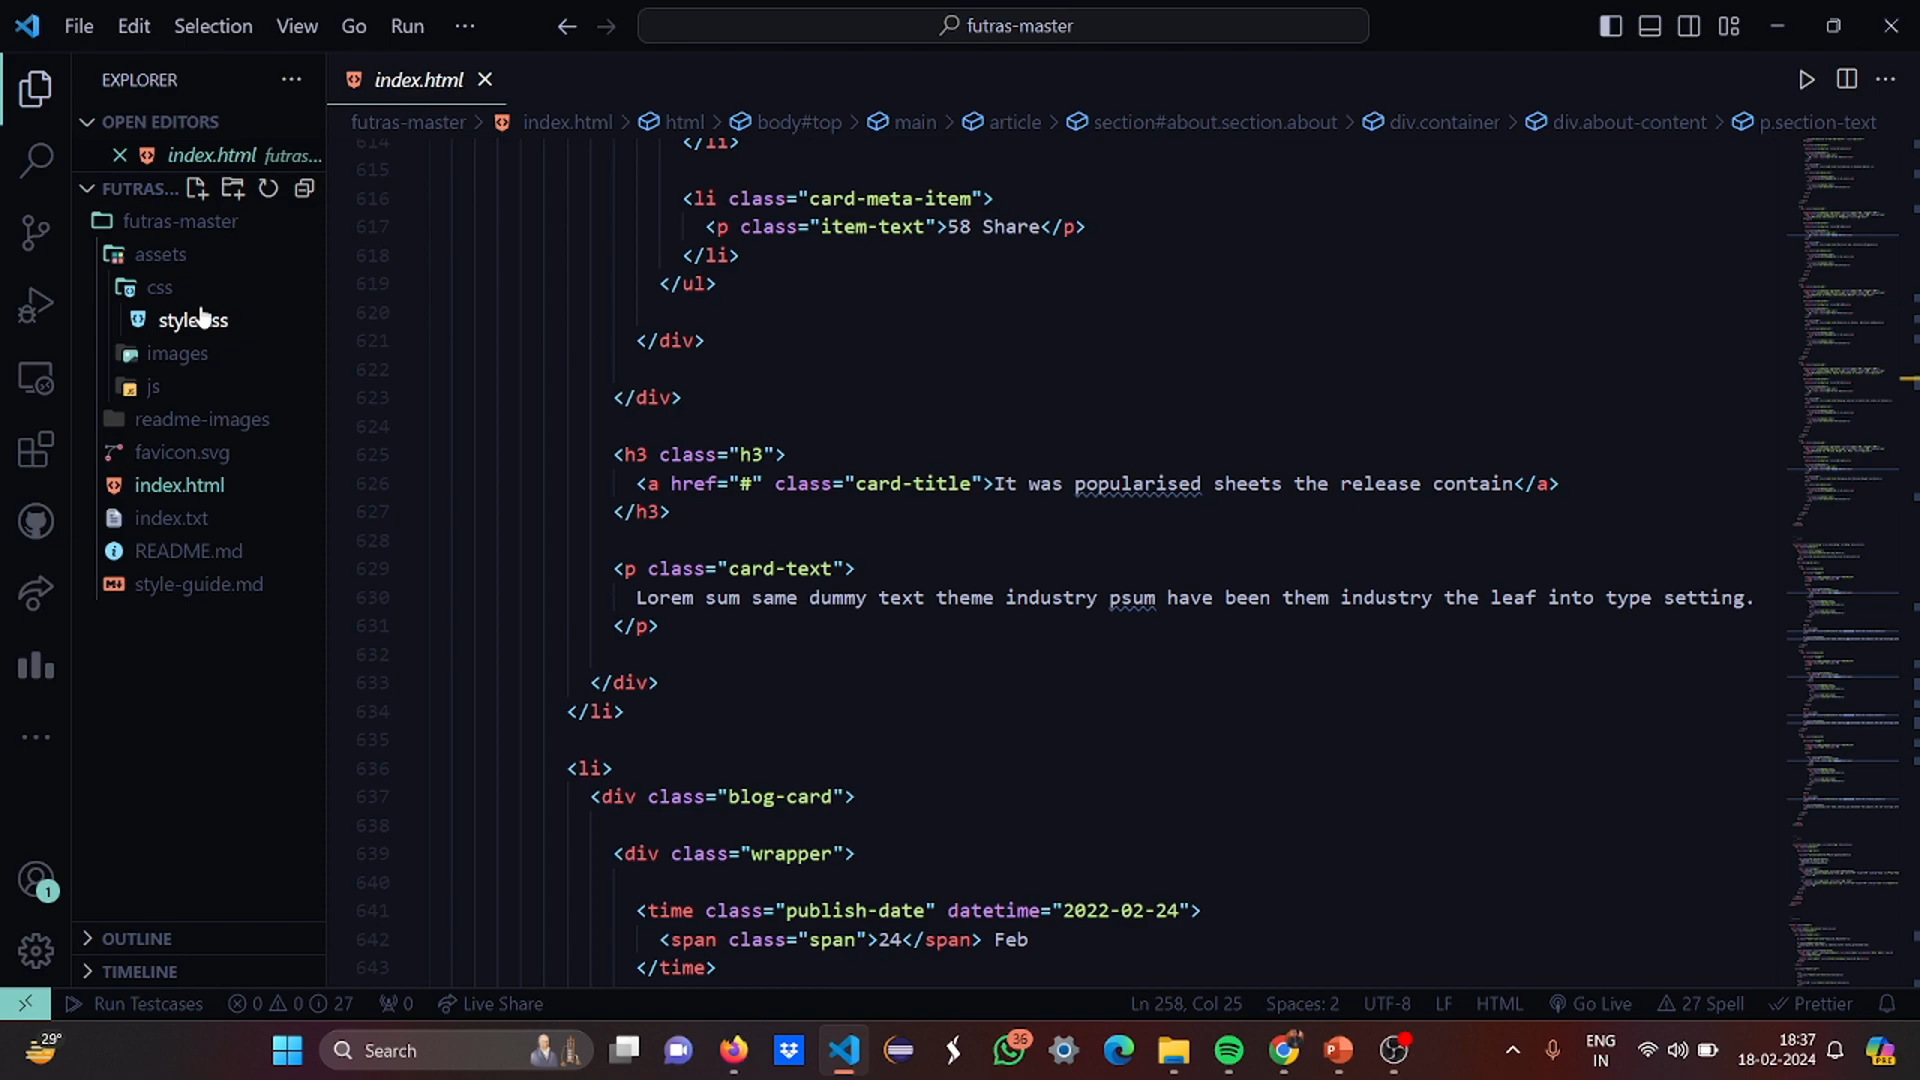 File Edit Selection View Go Run ··· futras-master
EXPLORER ···
OPEN EDITORS
index.html futras...
FUTRAS...
futras-master
assets
css
images
js
readme-images
favicon.svg
index.html
index.txt
README.md
style-guide.md
OUTLINE
TIMELINE
index.html
futras-master > index.html > html > body#top > main > article > section#about.section.about > div.container > div.about-content > p.section-text
614 </li>
615
616 <li class="card-meta-item">
617 <p class="item-text">58 Share</p>
618 </li>
619 </ul>
620
621 </div>
622
623 </div>
624
625 <h3 class="h3">
626 <a href="#" class="card-title">It was popularised sheets the release contain</a>
627 </h3>
628
629 <p class="card-text">
630 Lorem sum same dummy text theme industry psum have been them industry the leaf into type setting.
631 </p>
632
633 </div>
634 </li>
635
636 <li>
637 <div class="blog-card">
638
639 <div class="wrapper">
640
641 <time class="publish-date" datetime="2022-02-24">
642 <span class="span">24</span> Feb
643 </time>
1
Run Testcases 0 0 27 0 Live Share Ln 258, Col 25 Spaces: 2 UTF-8 LF HTML Go Live 27 Spell Prettier
29° Search 36 ENG IN 18:37 18-02-2024 PRE